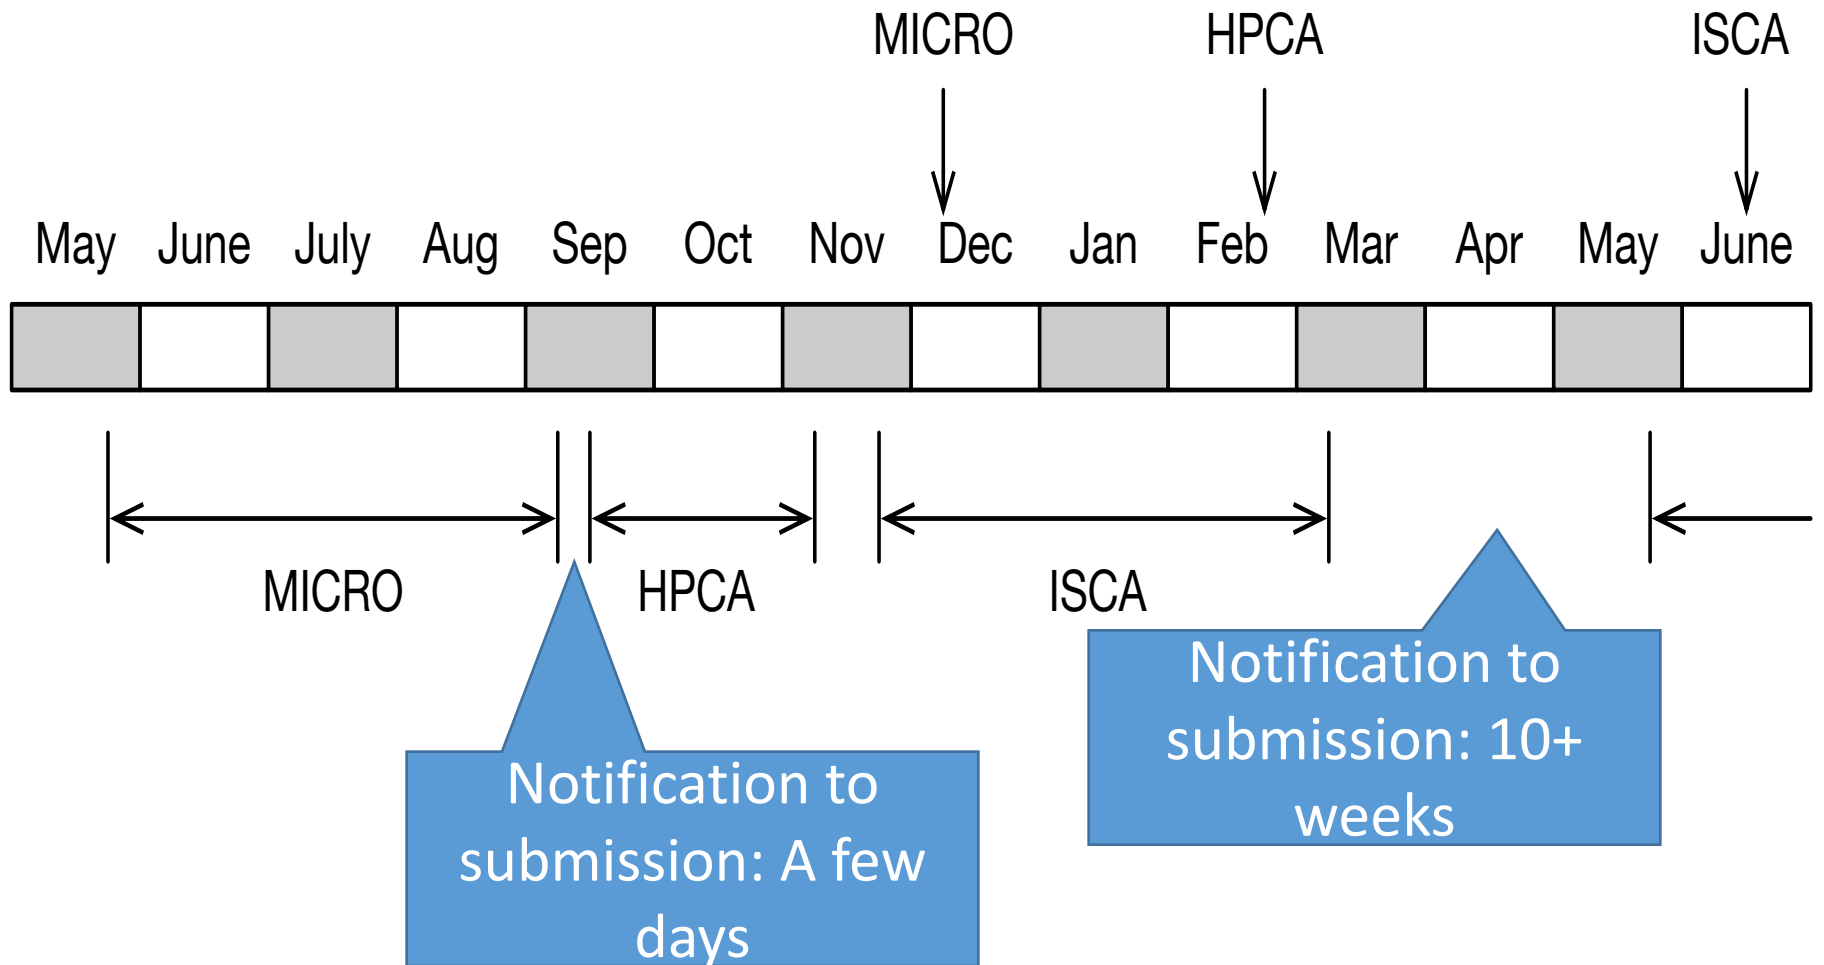 MICRO HPCA ISCA
May June July Aug Sep Oct Nov Dec Jan Feb Mar Apr May June
MICRO HPCA ISCA
Notification to
submission: 10+
weeks
Notification to
submission: A few
days